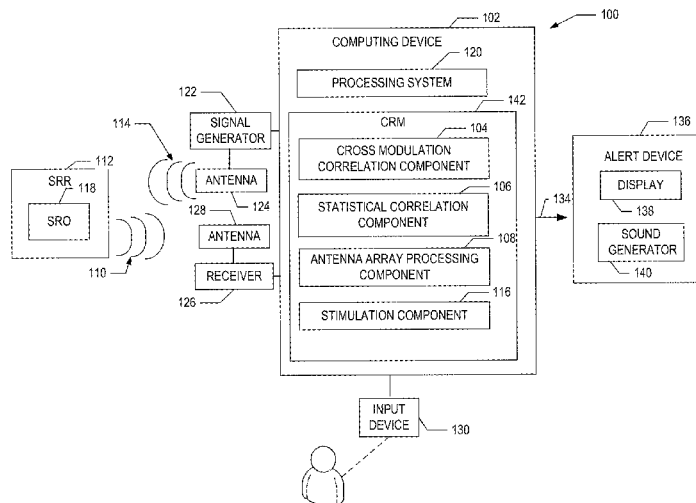 102
100
COMPUTING DEVICE
120
PROCESSING SYSTEM
122
142
136
SIGNAL
GENERATOR
CRM
114
104
ALERT DEVICE
112
CROSS MODULATION
CORRELATION COMPONENT
SRR
118
ANTENNA
124
106
134
DISPLAY
138
SRO
128
STATISTICAL CORRELATION
COMPONENT
SOUND
GENERATOR
140
ANTENNA
108
110
RECEIVER
126
ANTENNA ARRAY PROCESSING
COMPONENT
116
STIMULATION COMPONENT
INPUT
DEVICE
130